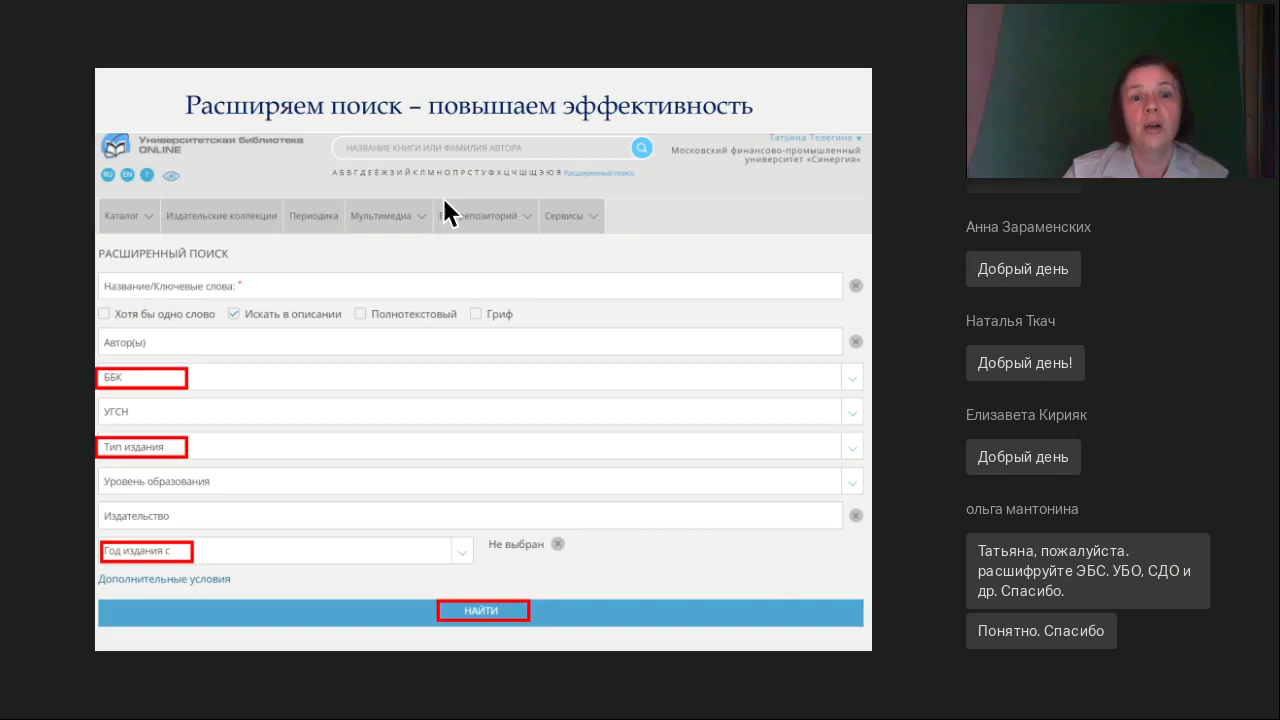 Расширяем поиск – повышаем эффективность
Университетская библиотека
ONLINE
НАЗВАНИЕ КНИГИ ИЛИ ФАМИЛИЯ АВТОРА
Татьяна Телегина
Московский финансово-промышленный
университет «Синергия»
RU EN ?
А Б В Г Д Е Ё Ж З И Й К Л М Н О П Р С Т У Ф Х Ц Ч Ш Щ Э Ю Я Расширенный поиск
Каталог
Издательские коллекции
Периодика
Мультимедиа
Сервисы
РАСШИРЕННЫЙ ПОИСК
Название/Ключевые слова: *
Хотя бы одно слово Искать в описании Полнотекстовый Гриф
Автор(ы)
ББК
УГСН
Тип издания
Уровень образования
Издательство
Год издания с
Не выбран
Дополнительные условия
НАЙТИ
Анна Зараменских
Добрый день
Наталья Ткач
Добрый день!
Елизавета Кирияк
Добрый день
ольга мантонина
Татьяна, пожалуйста.
расшифруйте ЭБС. УБО, СДО и
др. Спасибо.
Понятно. Спасибо